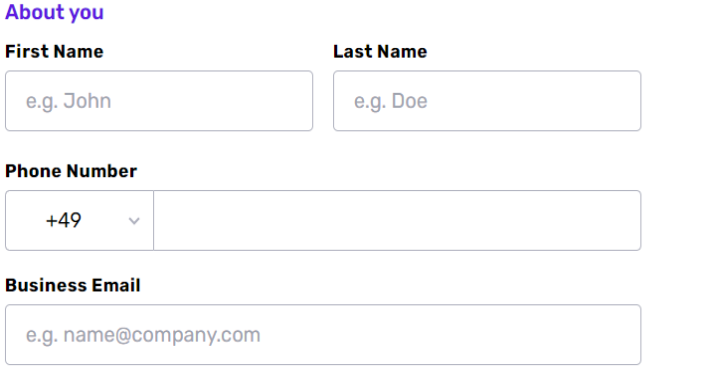 About you
First Name Last Name
e.g. John e.g. Doe
Phone Number
+49
Business Email
e.g. name@company.com